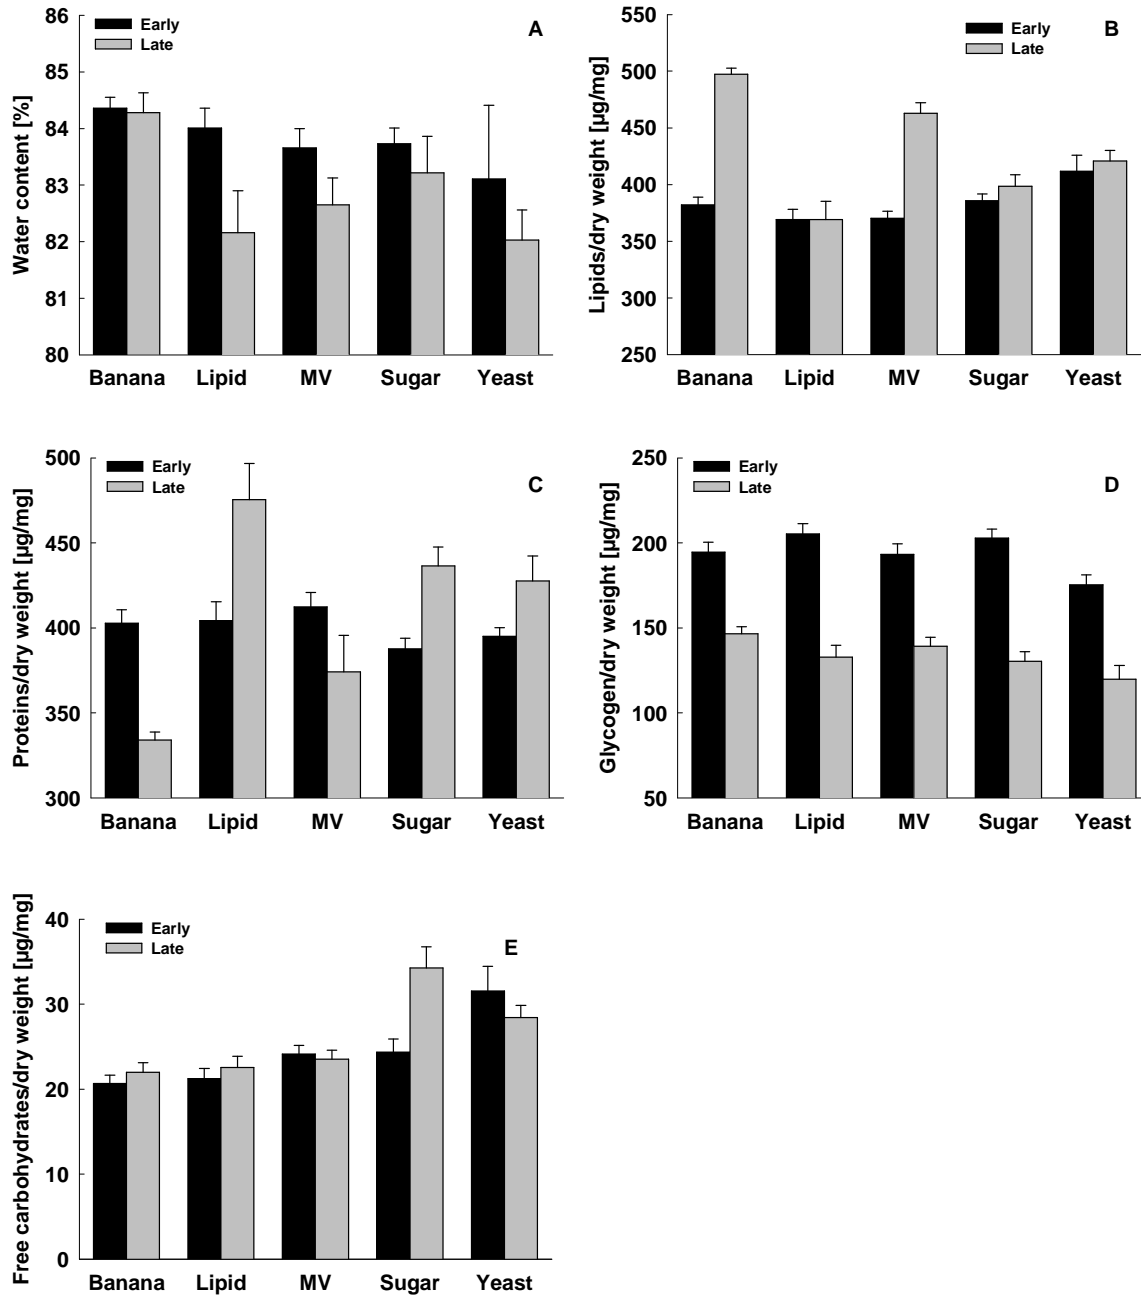 A
Early
Late
Water content [%]
86
85
84
83
82
81
80
Banana Lipid MV Sugar Yeast
B
Early
Late
Lipids/dry weight [µg/mg]
550
500
450
400
350
300
250
Banana Lipid MV Sugar Yeast
C
Early
Late
Proteins/dry weight [µg/mg]
500
450
400
350
300
Banana Lipid MV Sugar Yeast
D
Early
Late
Glycogen/dry weight [µg/mg]
250
200
150
100
50
Banana Lipid MV Sugar Yeast
E
Early
Late
Free carbohydrates/dry weight [µg/mg]
40
30
20
10
0
Banana Lipid MV Sugar Yeast